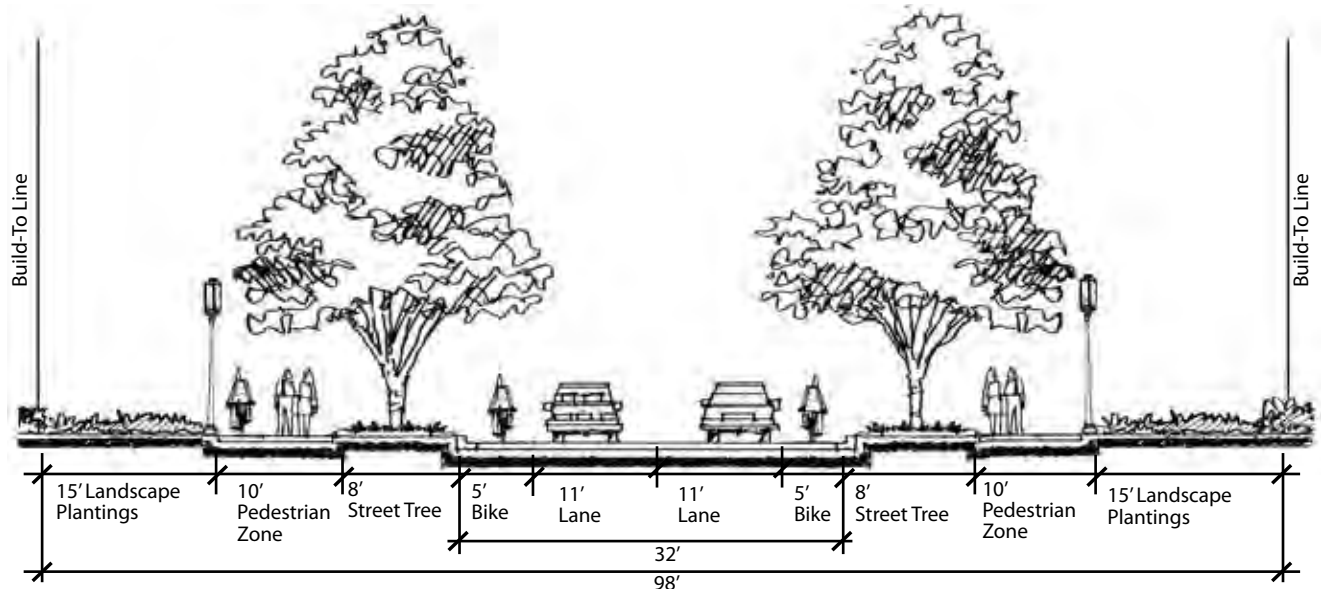 Build-To Line
Build-To Line
15’ Landscape
Plantings
10’
Pedestrian
Zone
8’
Street Tree
5’
Bike
11’
Lane
11’
Lane
5’
Bike
8’
Street Tree
10’
Pedestrian
Zone
15’ Landscape
Plantings
32’
98’